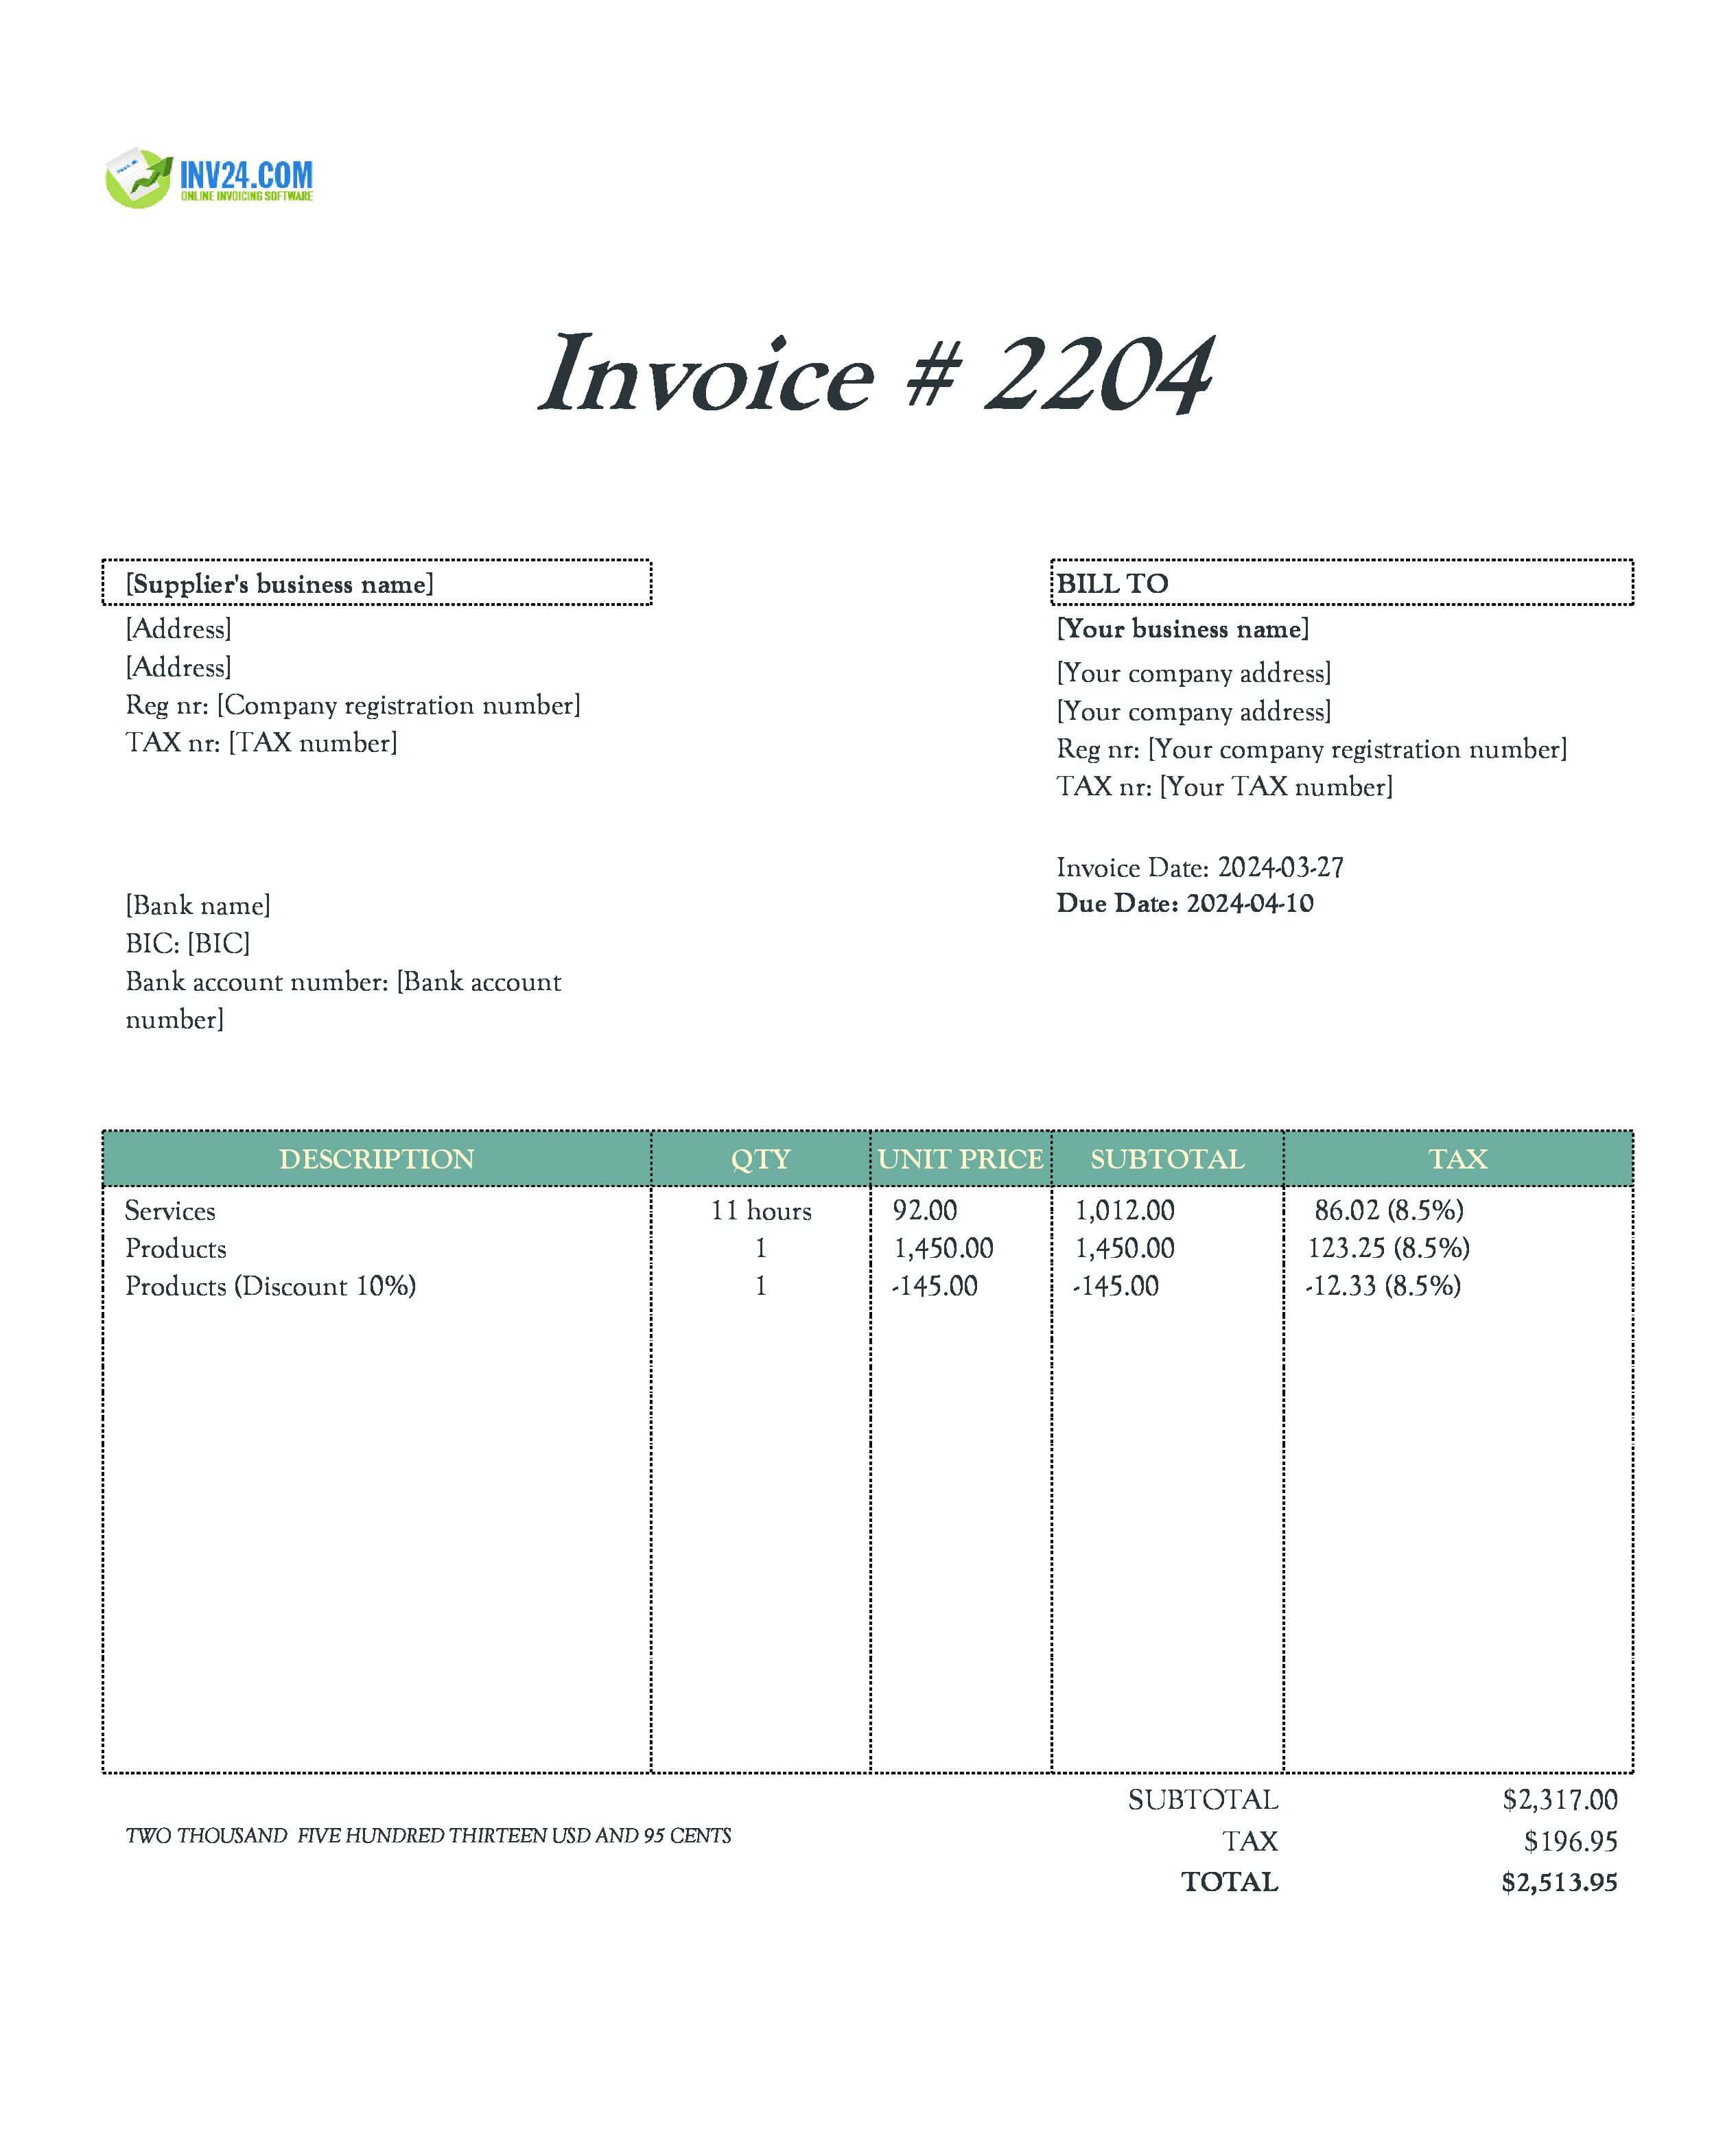 INV24.COM
ONLINE INVOICING SOFTWARE
Invoice # 2204
[Supplier's business name]
[Address]
[Address]
Reg nr: [Company registration number]
TAX nr: [TAX number]
[Bank name]
BIC: [BIC]
Bank account number: [Bank account
number]
BILL TO
[Your business name]
[Your company address]
[Your company address]
Reg nr: [Your company registration number]
TAX nr: [Your TAX number]
Invoice Date: 2024-03-27
Due Date: 2024-04-10
DESCRIPTION QTY UNIT PRICE SUBTOTAL TAX
Services 11 hours 92.00 1,012.00 86.02 (8.5%)
Products 1 1,450.00 1,450.00 123.25 (8.5%)
Products (Discount 10%) 1 -145.00 -145.00 -12.33 (8.5%)
SUBTOTAL $2,317.00
TWO THOUSAND FIVE HUNDRED THIRTEEN USD AND 95 CENTS
TAX $196.95
TOTAL $2,513.95